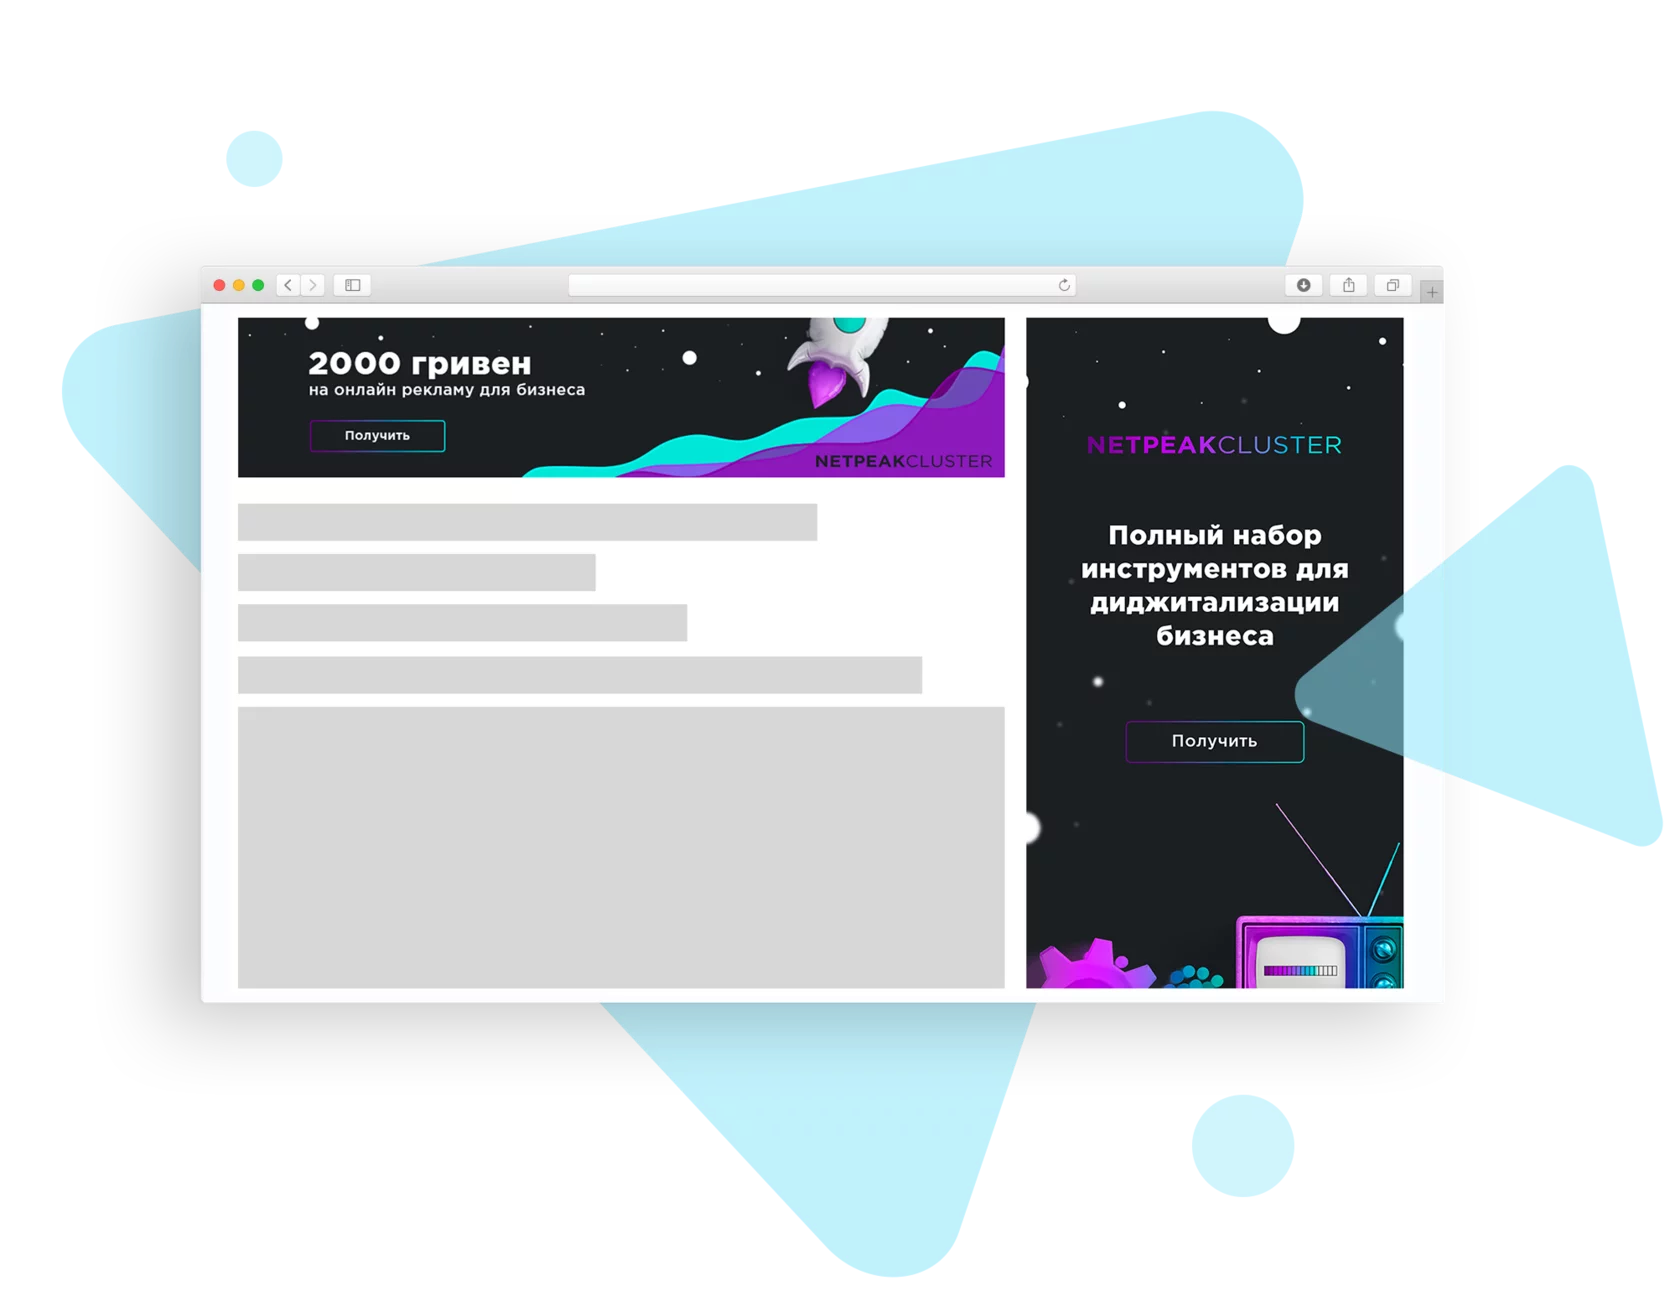 2000 гривен
на онлайн рекламу для бизнеса
Получить
NETPEAKCLUSTER
NETPEAKCLUSTER
Полный набор
инструментов для
диджитализации
бизнеса
Получить